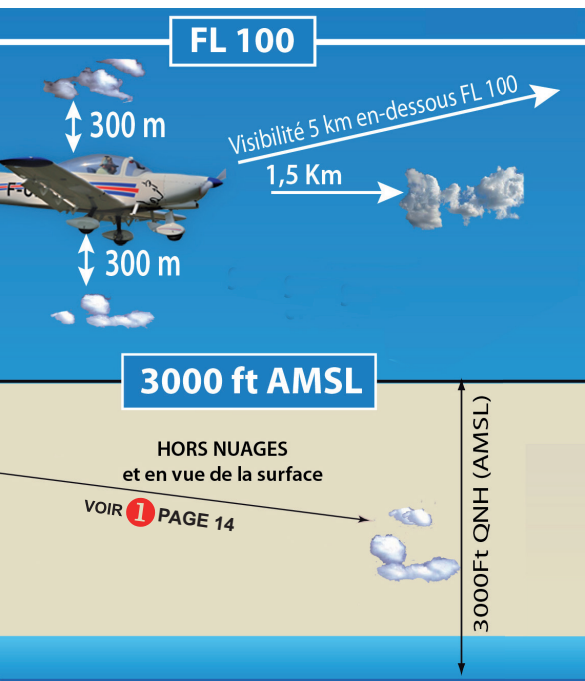 FL 100
300 m
Visibilité 5 km en-dessous FL 100
1,5 Km
300 m
3000 ft AMSL
HORS NUAGES
et en vue de la surface
VOIR 1 PAGE 14
3000Ft QNH (AMSL)